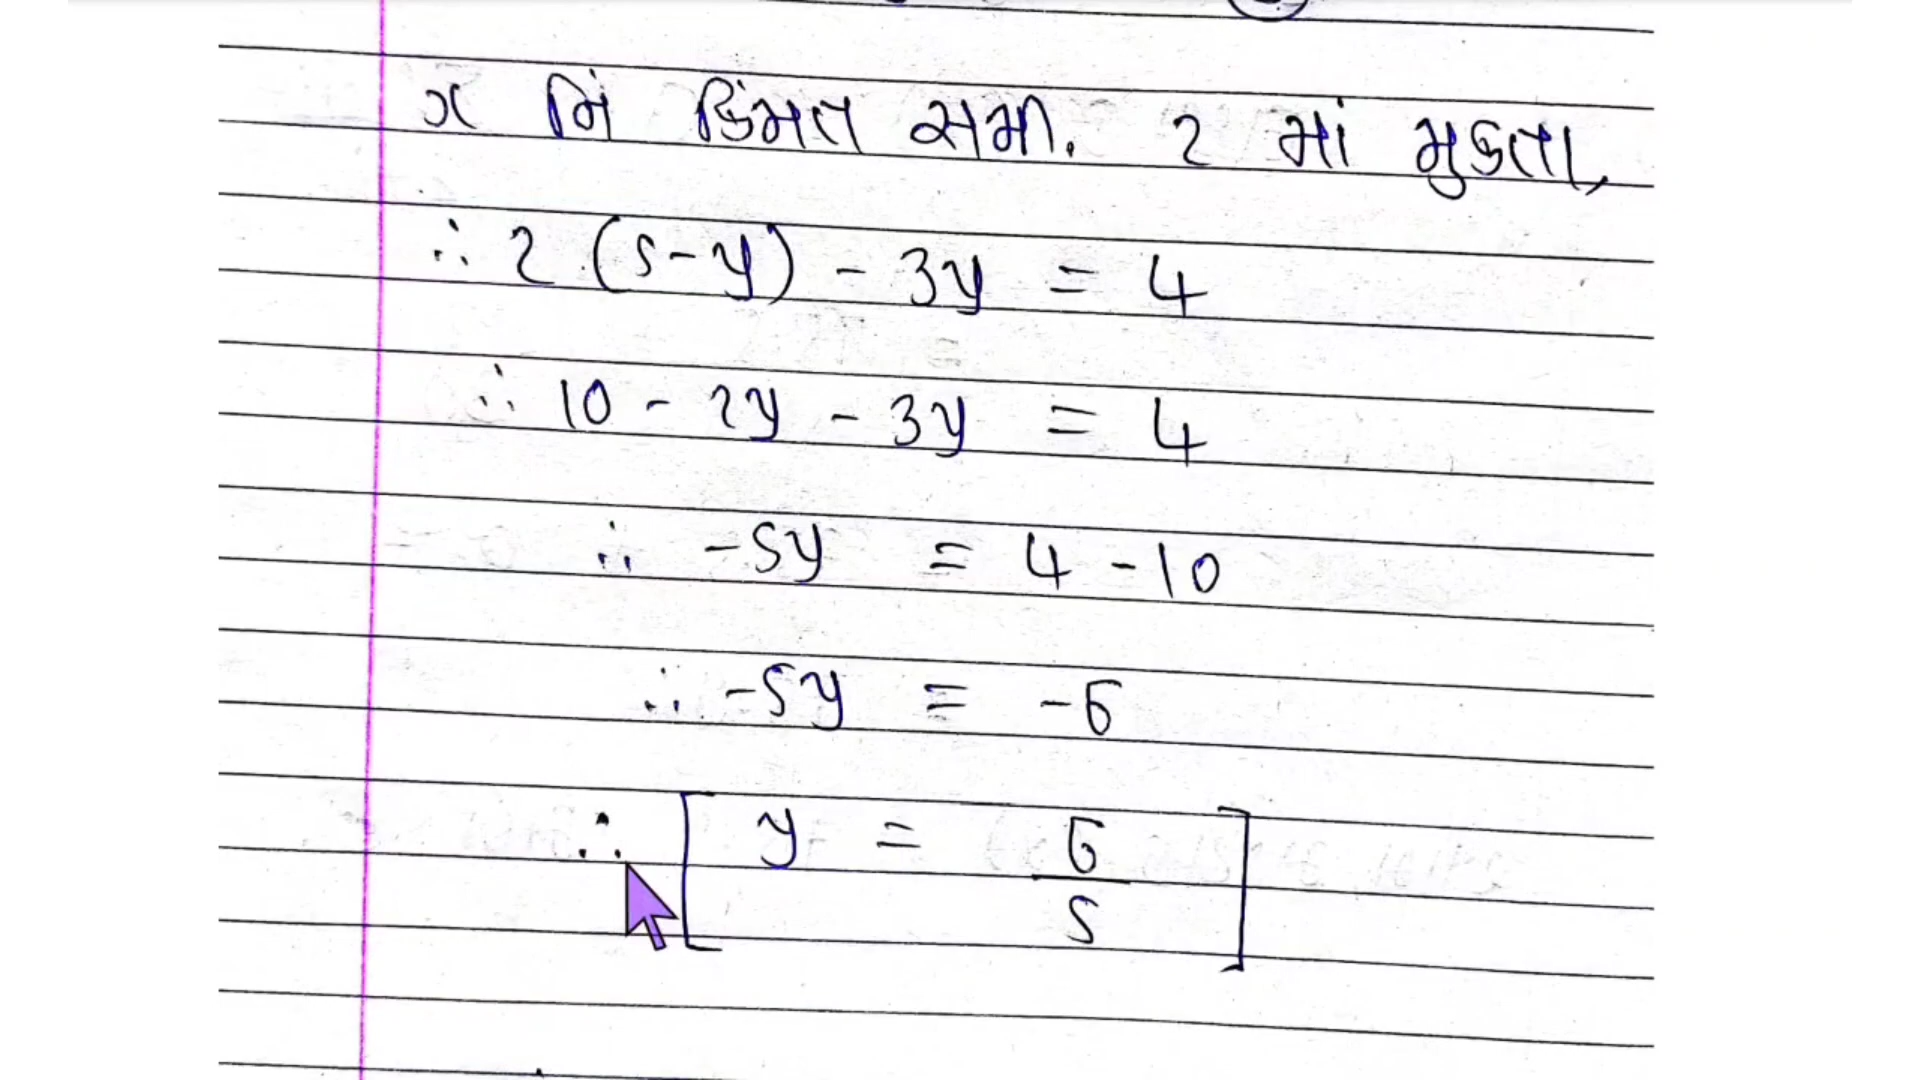 x નિ કિંમત સમી. 2 માં મુકતા,
∴ 2 (5-y) - 3y = 4
∴ 10 - 2y - 3y = 4
∴ -5y = 4 - 10
∴ -5y = -6
∴ [ y = 6/5 ]